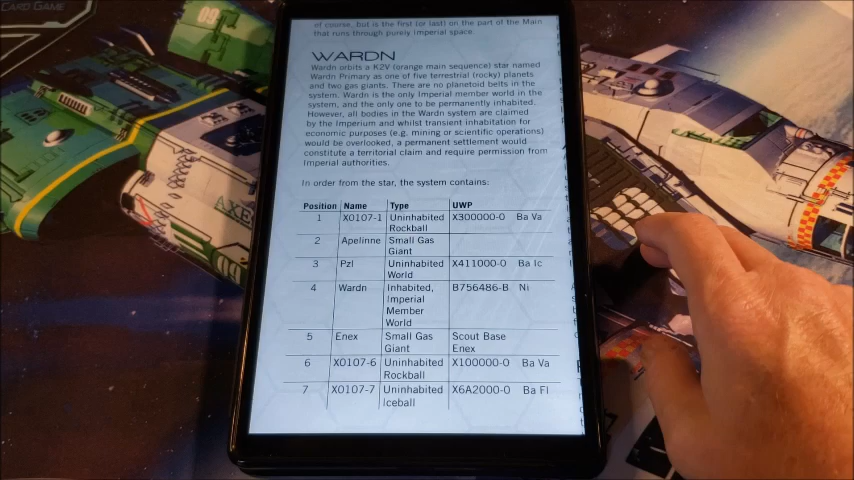 CARD GAME
09
of course, but is the first (or last) on the part of the Main
that runs through purely Imperial space
WARDN
Wardn orbits a K2V (orange main sequence) star named
Wardn Primary as one of five terrestrial (rocky) planets
and two gas giants. There are no planetoid belts in the
system. Wardn is the only Imperial member world in the
system, and the only one to be permanently inhabited.
However, all bodies in the Wardn system are claimed
by the Imperium and whilst transient inhabitation for
economic purposes (e.g. mining or scientific operations)
would be overlooked, a permanent settlement would
constitute a territorial claim and require permission from
Imperial authorities.
In order from the star, the system contains:
Position Name Type UWP
1 X0107-1 Uninhabited X300000-0 Ba Va
Rockball
2 Apelinne Small Gas
Giant
3 Pzl Uninhabited X411000-0 Ba Ic
World
4 Wardn Inhabited, B756486-B Ni
Imperial
Member
World
5 Enex Small Gas Scout Base
Giant Enex
6 X0107-6 Uninhabited X100000-0 Ba Va
Rockball
7 X0107-7 Uninhabited X6A2000-0 Ba Fl
Iceball